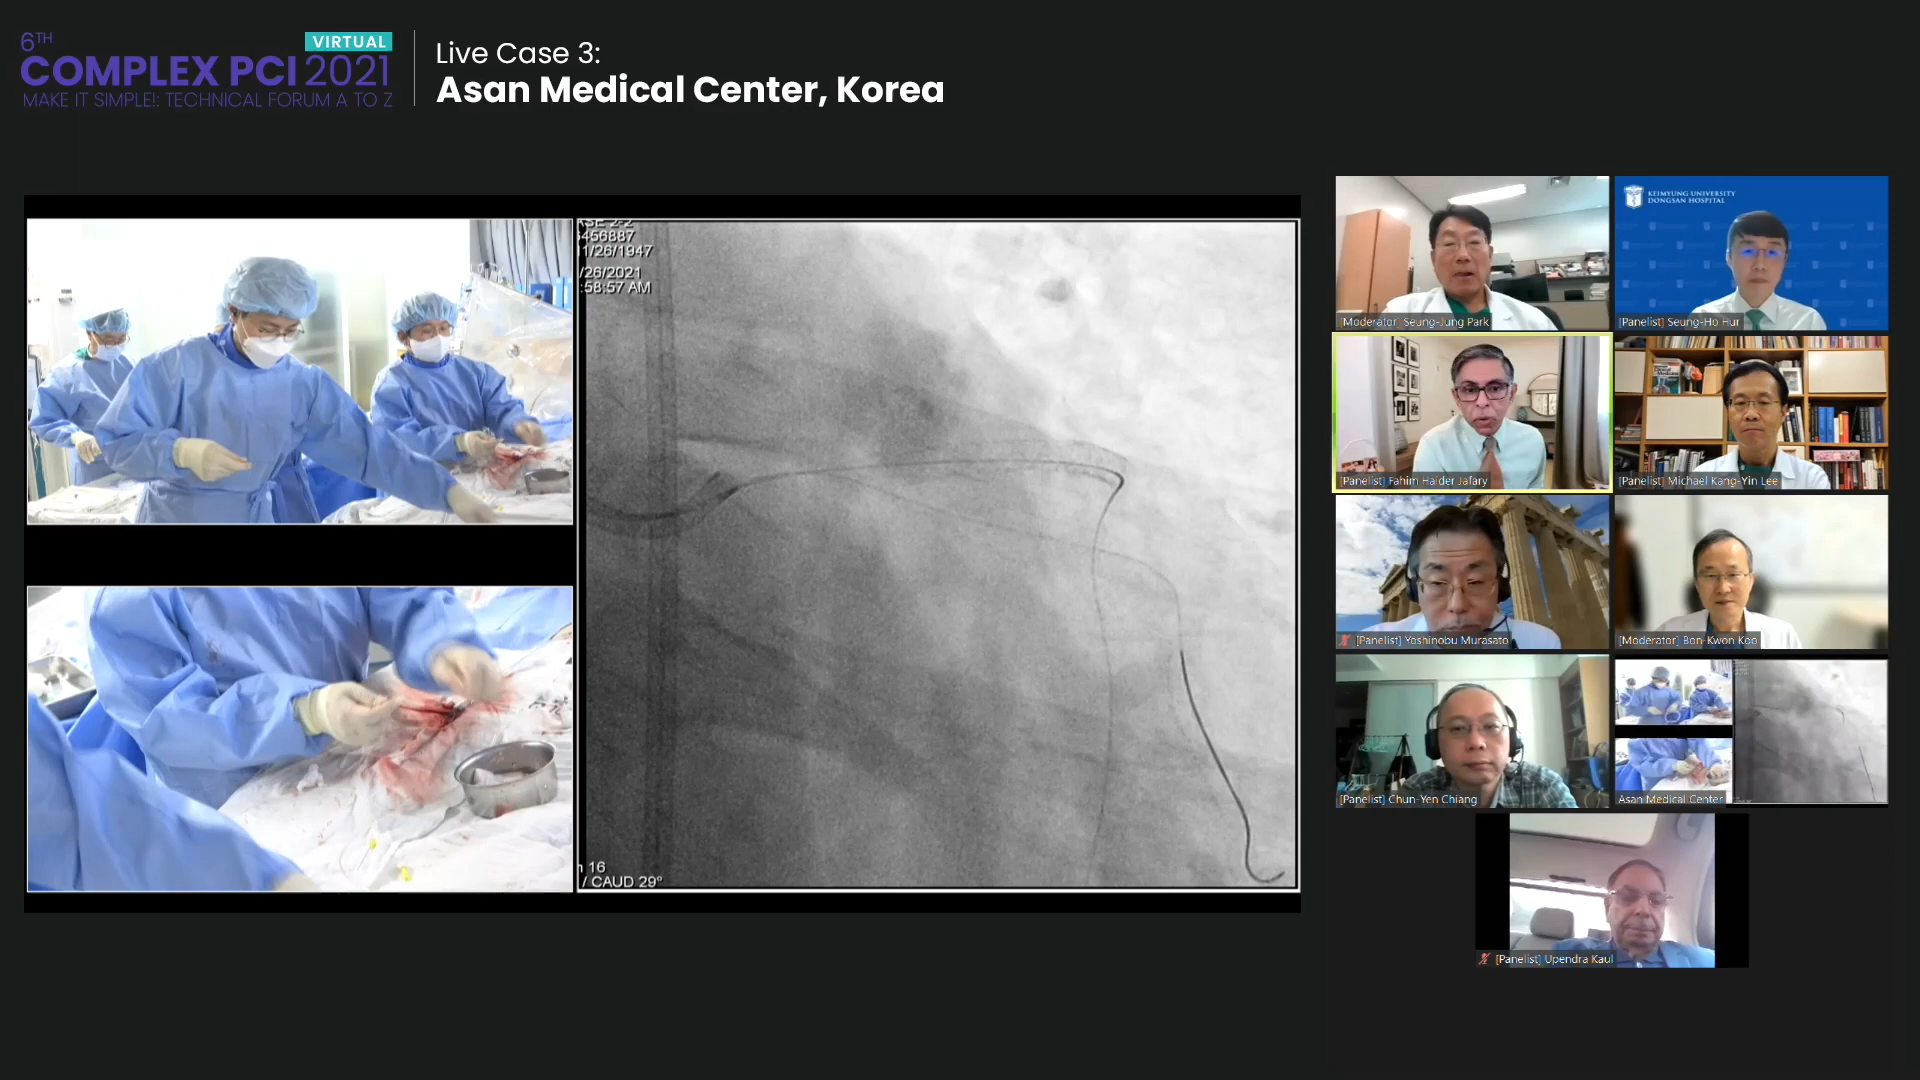 6TH
VIRTUAL
COMPLEX PCI 2021
MAKE IT SIMPLE!: TECHNICAL FORUM A TO Z
Live Case 3:
Asan Medical Center, Korea
2-2
456887
1/26/1947
/26/2021
:58:57 AM
16
/ CAUD 29°
[Moderator] Seung-Jung Park
KEIMYUNG UNIVERSITY
DONGSAN HOSPITAL
[Panelist] Seung-Ho Hur
[Panelist] Fahim Haider Jafary
[Panelist] Michael Kang-Yin Lee
[Panelist] Yoshinobu Murasato
[Moderator] Bon-Kwon Koo
[Panelist] Chun-Yen Chiang
Asan Medical Center
[Panelist] Upendra Kaul